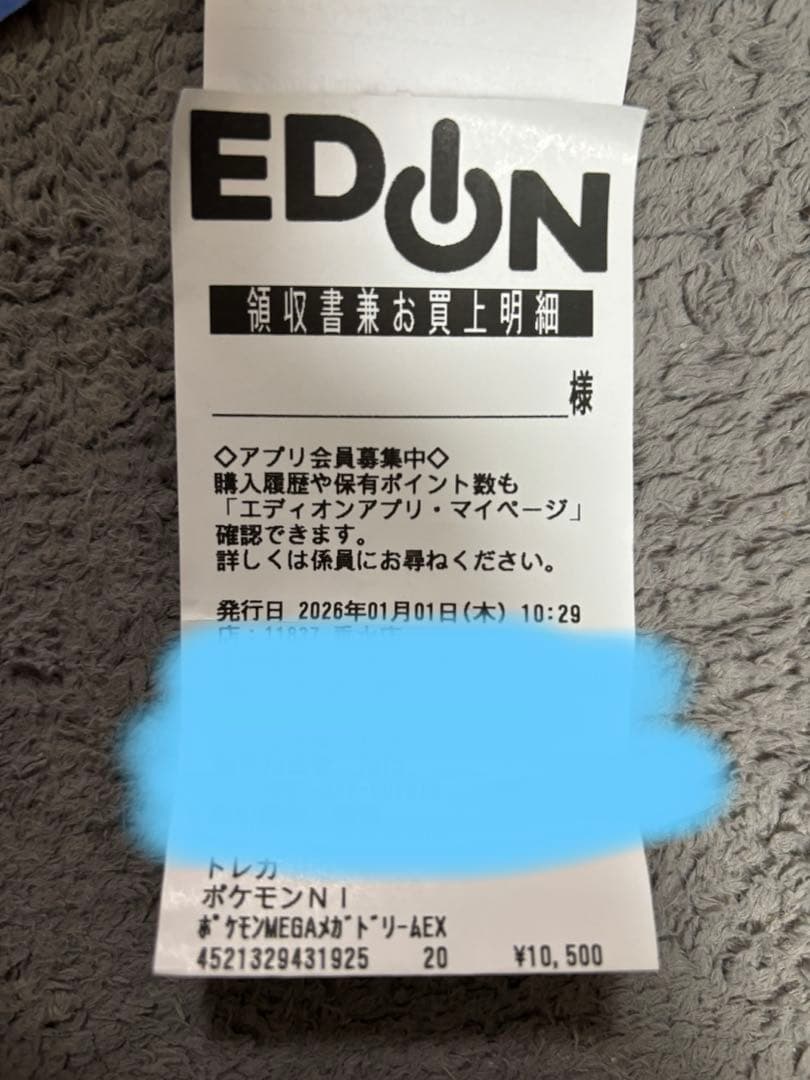 EDION
領収書兼お買上明細
様
◇アプリ会員募集中◇
購入履歴や保有ポイント数も
「エディオンアプリ・マイページ」
確認できます。
詳しくは係員にお尋ねください。
発行日 2026年01月01日(木) 10:29
トレカ
ポケモンNI
ポケモンMEGAメガドリームEX
4521329431925 20 ¥10,500